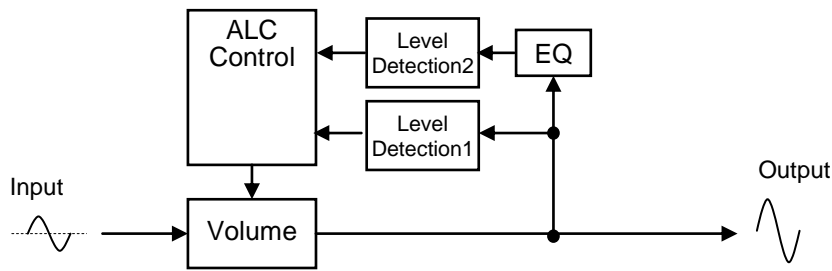 ALC
Control
Level
Detection2
EQ
Level
Detection1
Input
Output
Volume